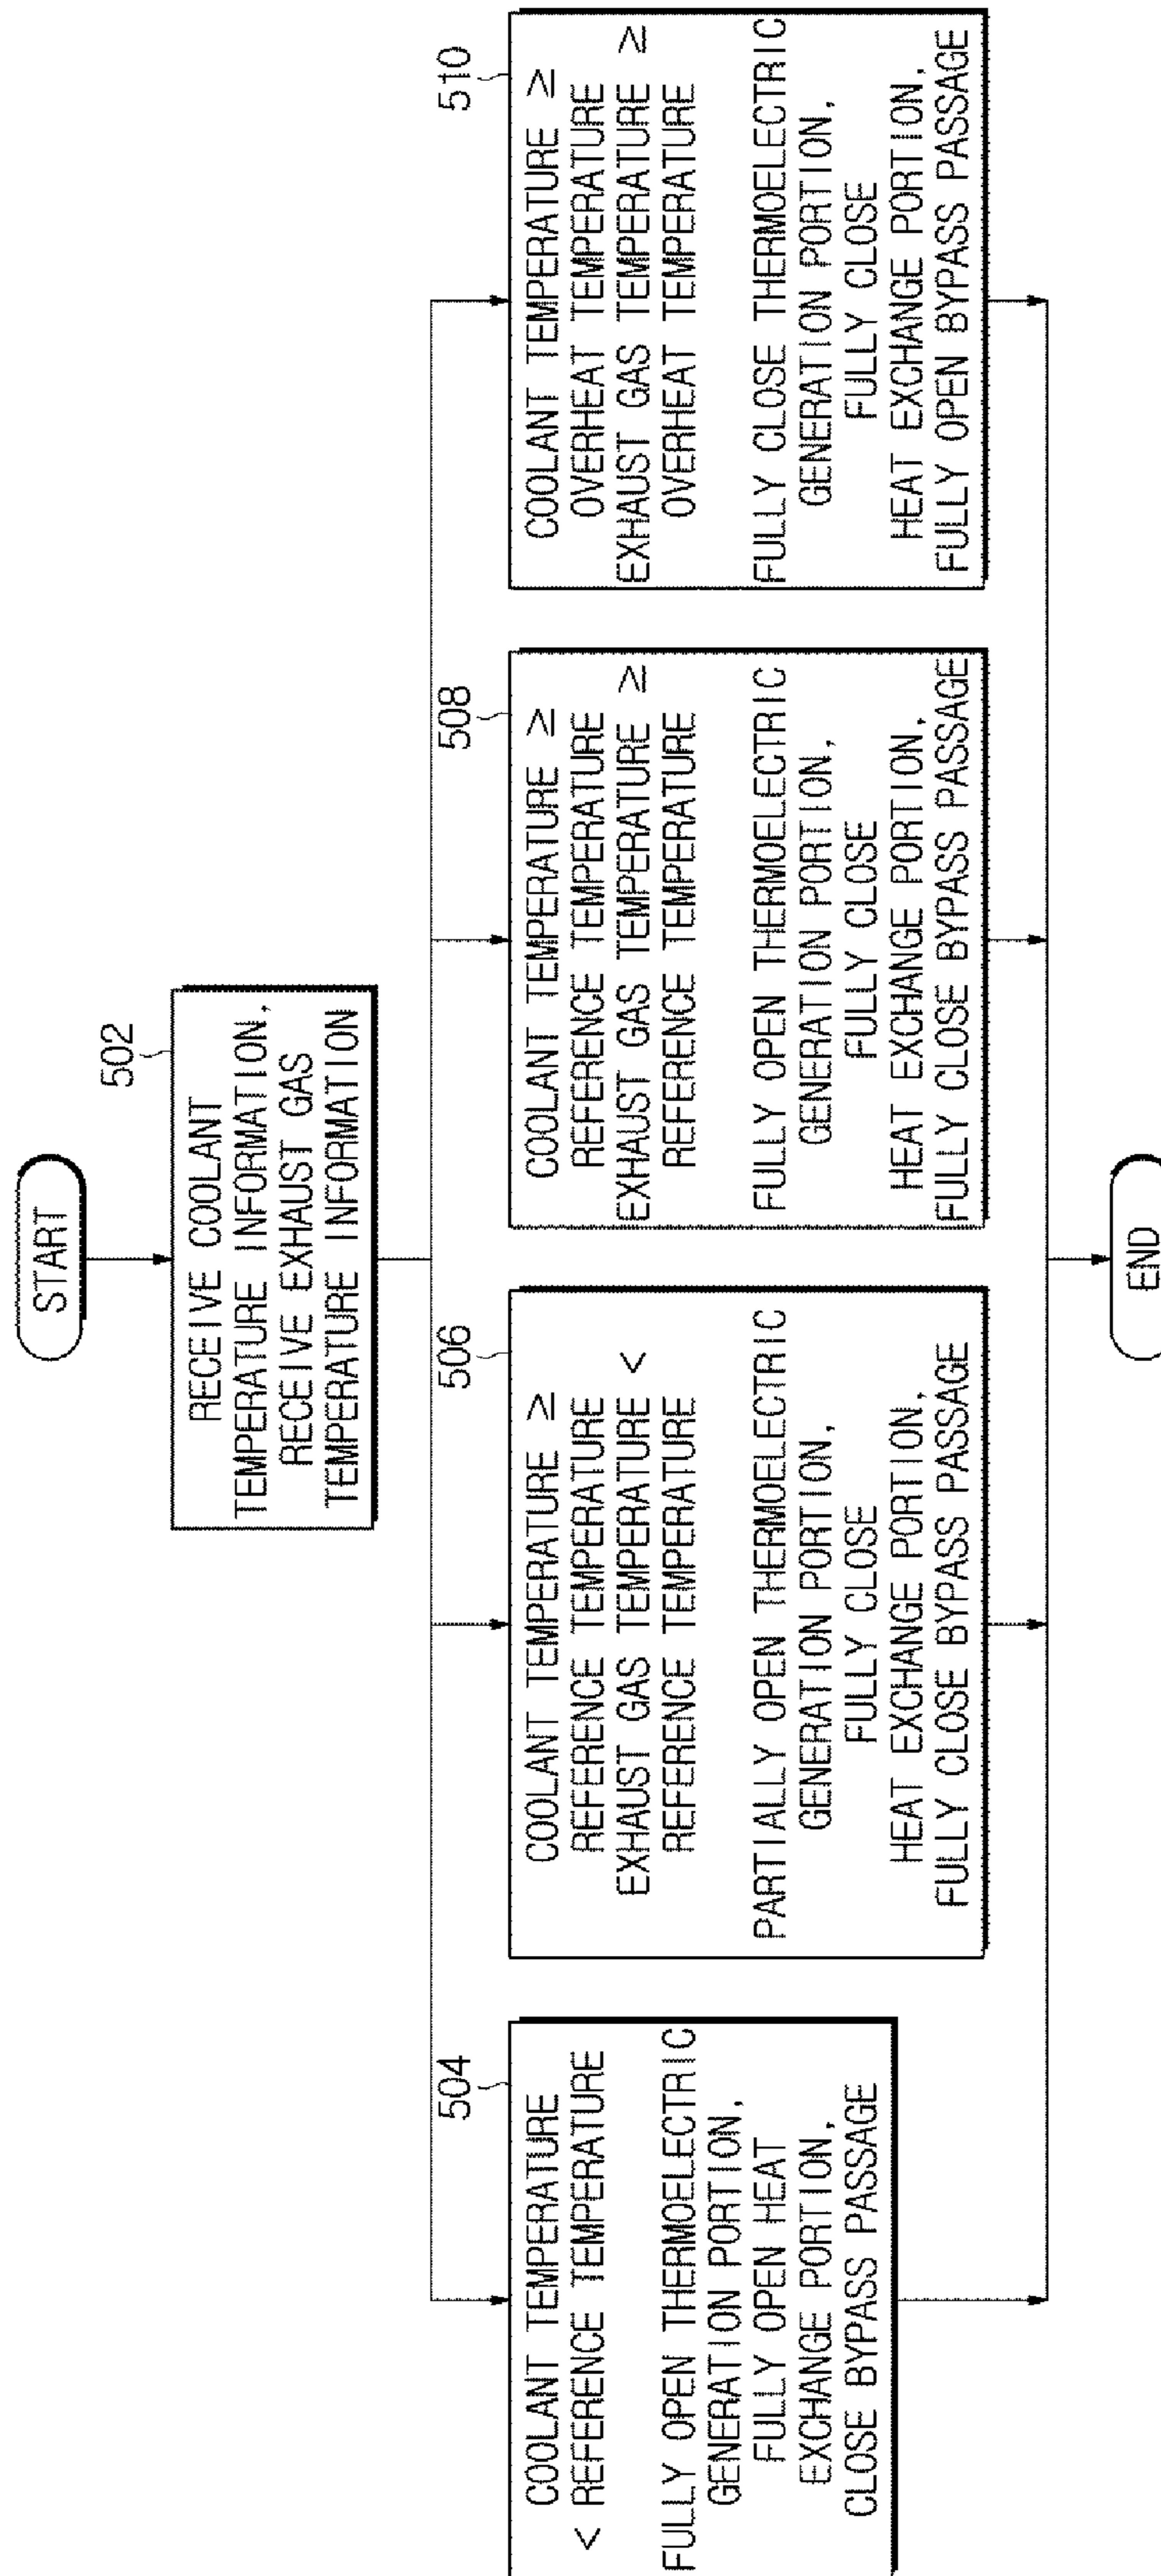 START
502
RECEIVE COOLANT
TEMPERATURE INFORMATION,
RECEIVE EXHAUST GAS
TEMPERATURE INFORMATION
504
COOLANT TEMPERATURE
< REFERENCE TEMPERATURE
FULLY OPEN THERMOELECTRIC
GENERATION PORTION,
FULLY OPEN HEAT
EXCHANGE PORTION,
CLOSE BYPASS PASSAGE
506
COOLANT TEMPERATURE ≥
REFERENCE TEMPERATURE
EXHAUST GAS TEMPERATURE <
REFERENCE TEMPERATURE
PARTIALLY OPEN THERMOELECTRIC
GENERATION PORTION,
FULLY CLOSE
HEAT EXCHANGE PORTION,
FULLY CLOSE BYPASS PASSAGE
508
COOLANT TEMPERATURE ≥
REFERENCE TEMPERATURE
EXHAUST GAS TEMPERATURE ≥
REFERENCE TEMPERATURE
FULLY OPEN THERMOELECTRIC
GENERATION PORTION,
FULLY CLOSE
HEAT EXCHANGE PORTION,
FULLY CLOSE BYPASS PASSAGE
510
COOLANT TEMPERATURE ≥
OVERHEAT TEMPERATURE
EXHAUST GAS TEMPERATURE ≥
OVERHEAT TEMPERATURE
FULLY CLOSE THERMOELECTRIC
GENERATION PORTION,
FULLY CLOSE
HEAT EXCHANGE PORTION,
FULLY OPEN BYPASS PASSAGE
END